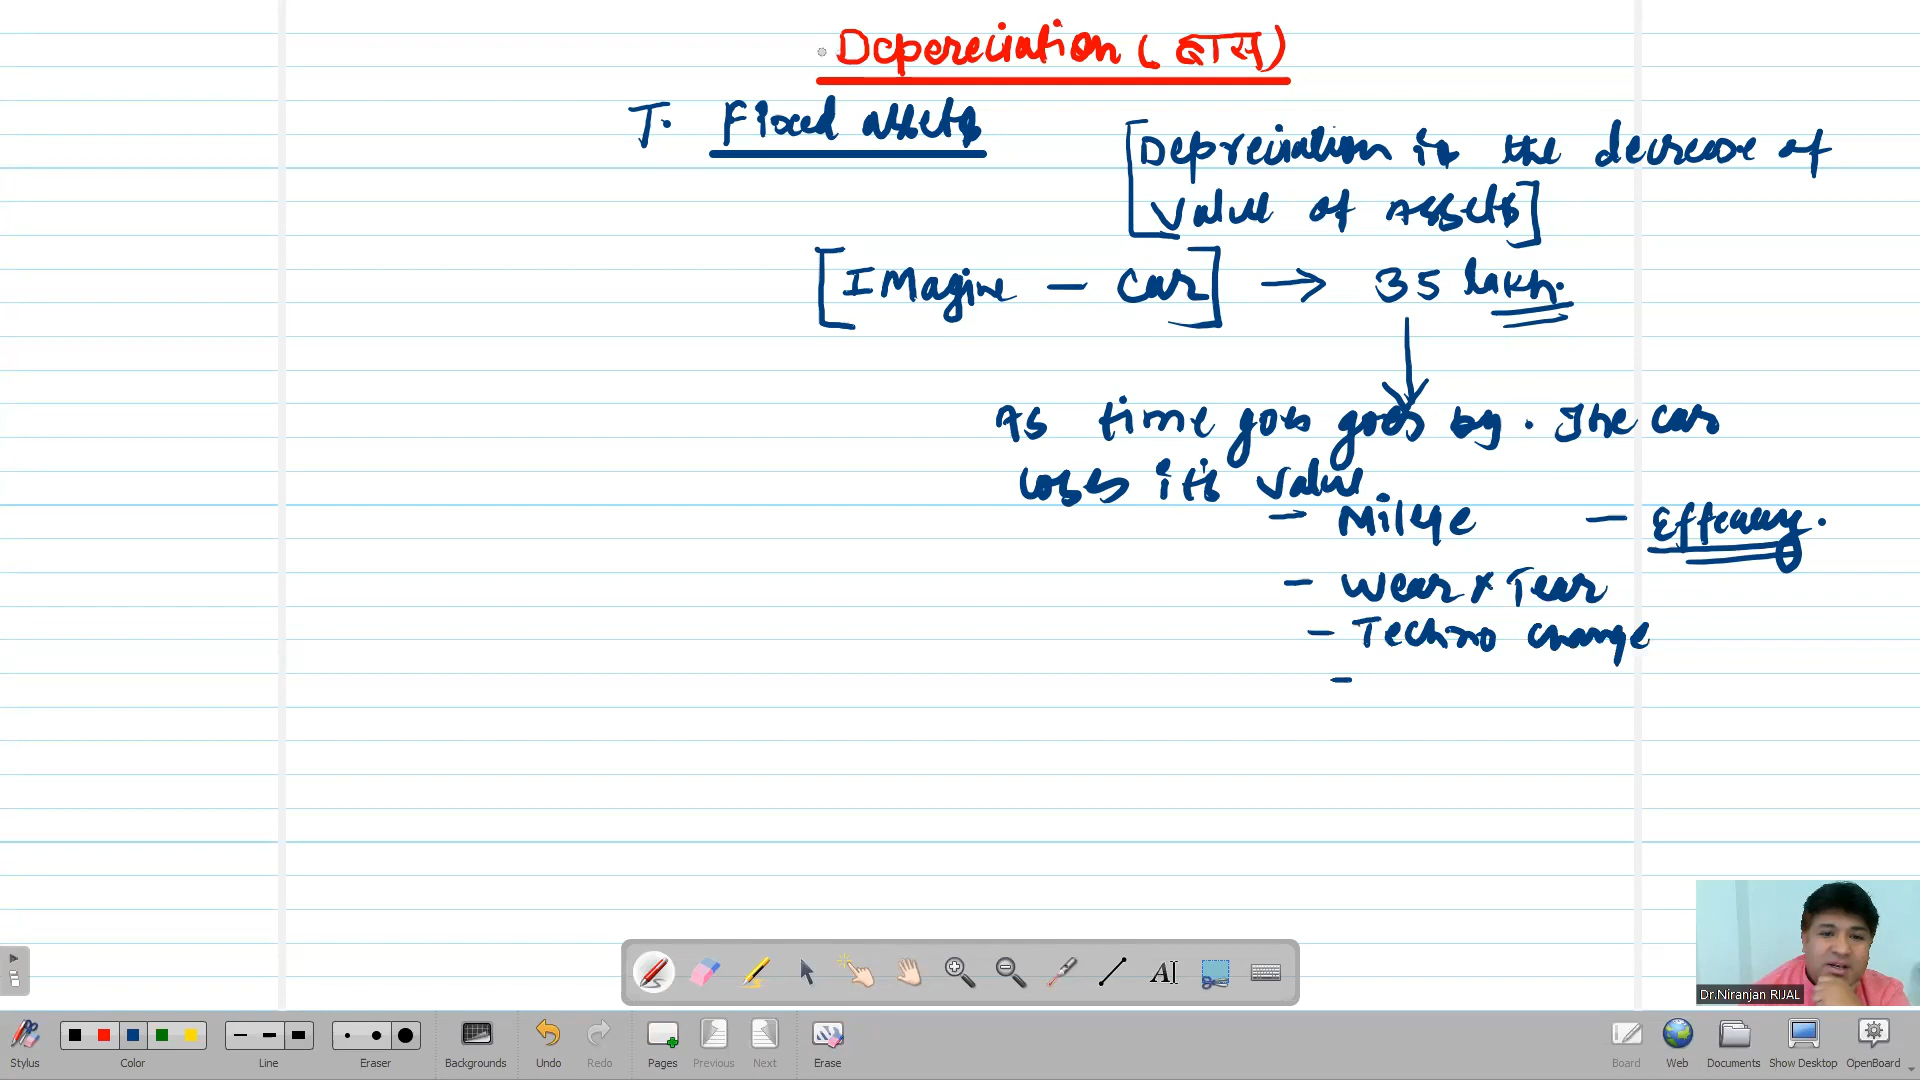 Depereciation (ह्रास)
T. Fixed assets
[Depreciation is the decrease of
value of Assets]
[IMagine - car] → 35 lakh.
As time goes goes by. The car
loses it's value
- Milege - Efficiency.
- Wear & Tear
- Techno change
-
Dr.Niranjan RIJAL
Stylus Color Line Eraser Backgrounds Undo Redo Pages Previous Next Erase Board Web Documents Show Desktop OpenBoard